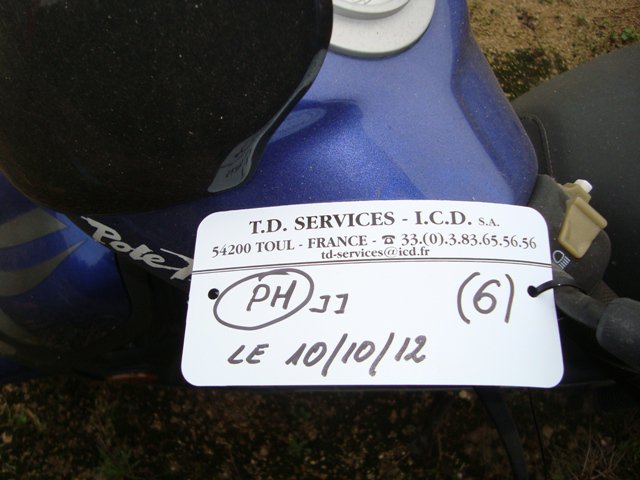 T.D. SERVICES - I.C.D. S.A.
54200 TOUL - FRANCE - ☎ 33.(0).3.83.65.56.56
td-services@icd.fr
PH JJ (6)
LE 10/10/12